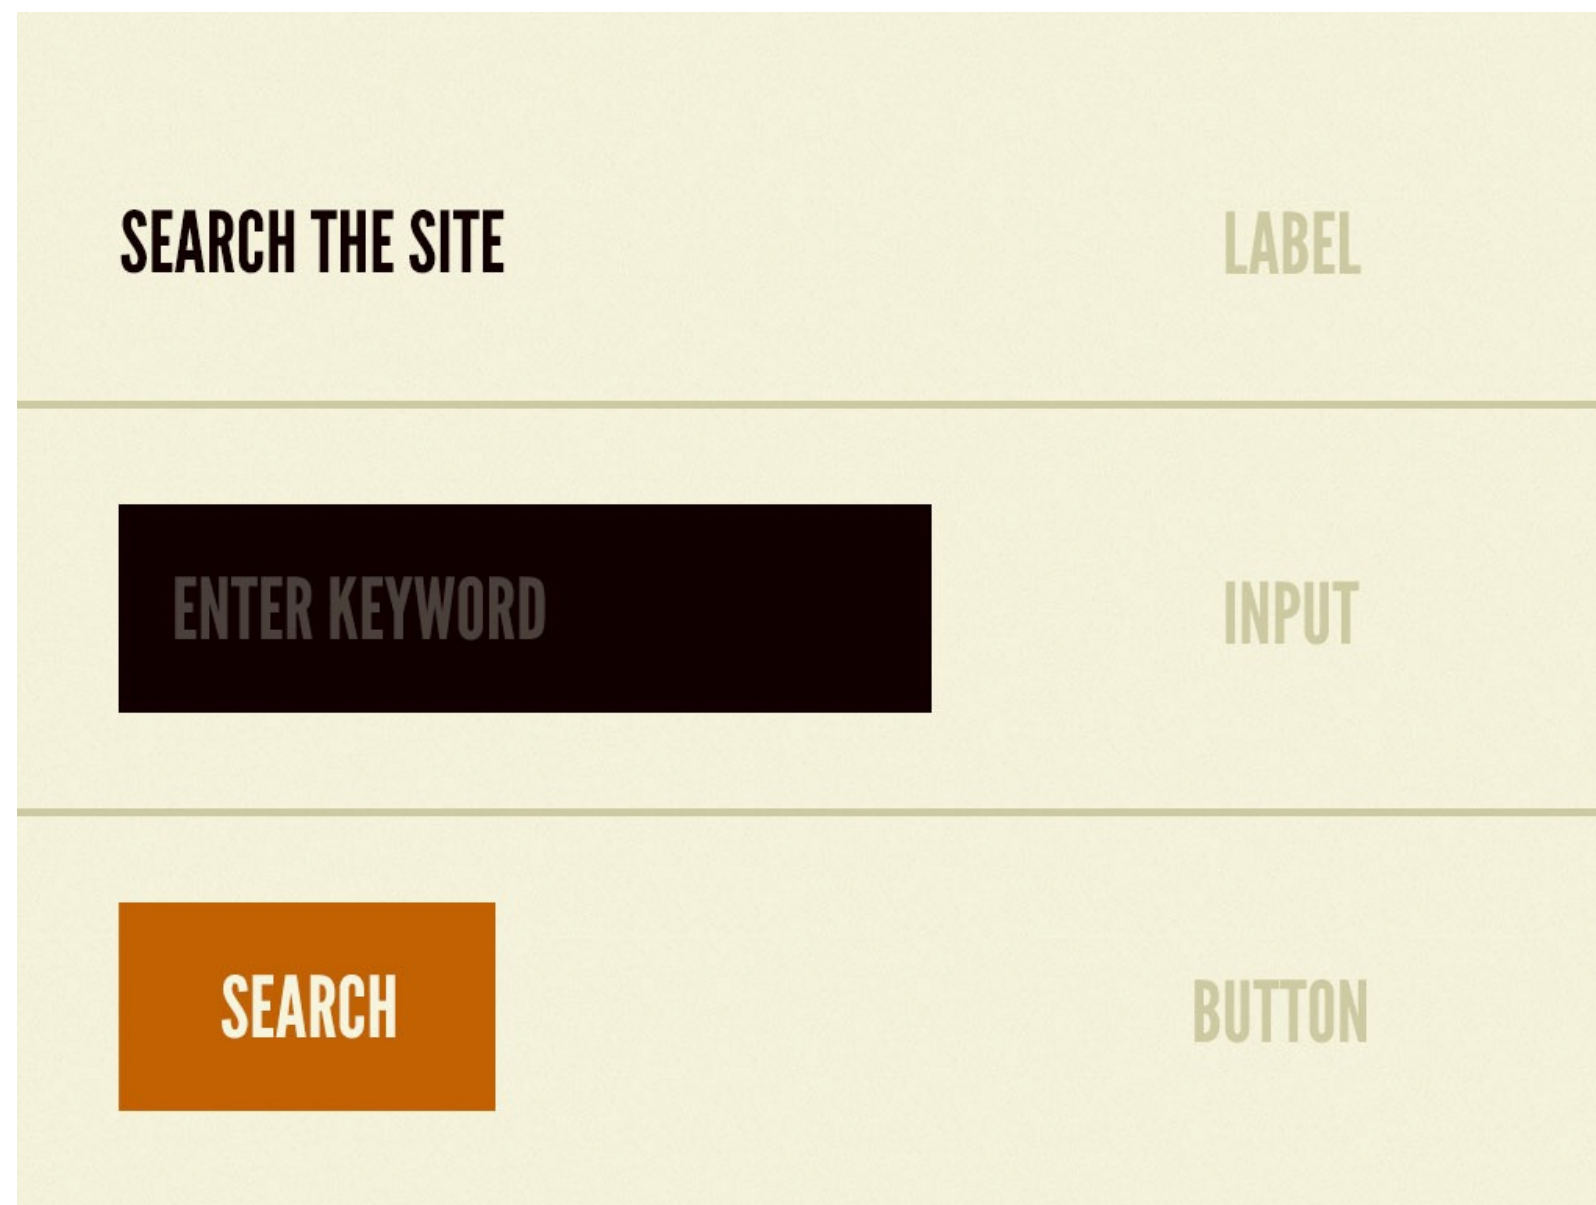 SEARCH THE SITE
LABEL
ENTER KEYWORD
INPUT
SEARCH
BUTTON